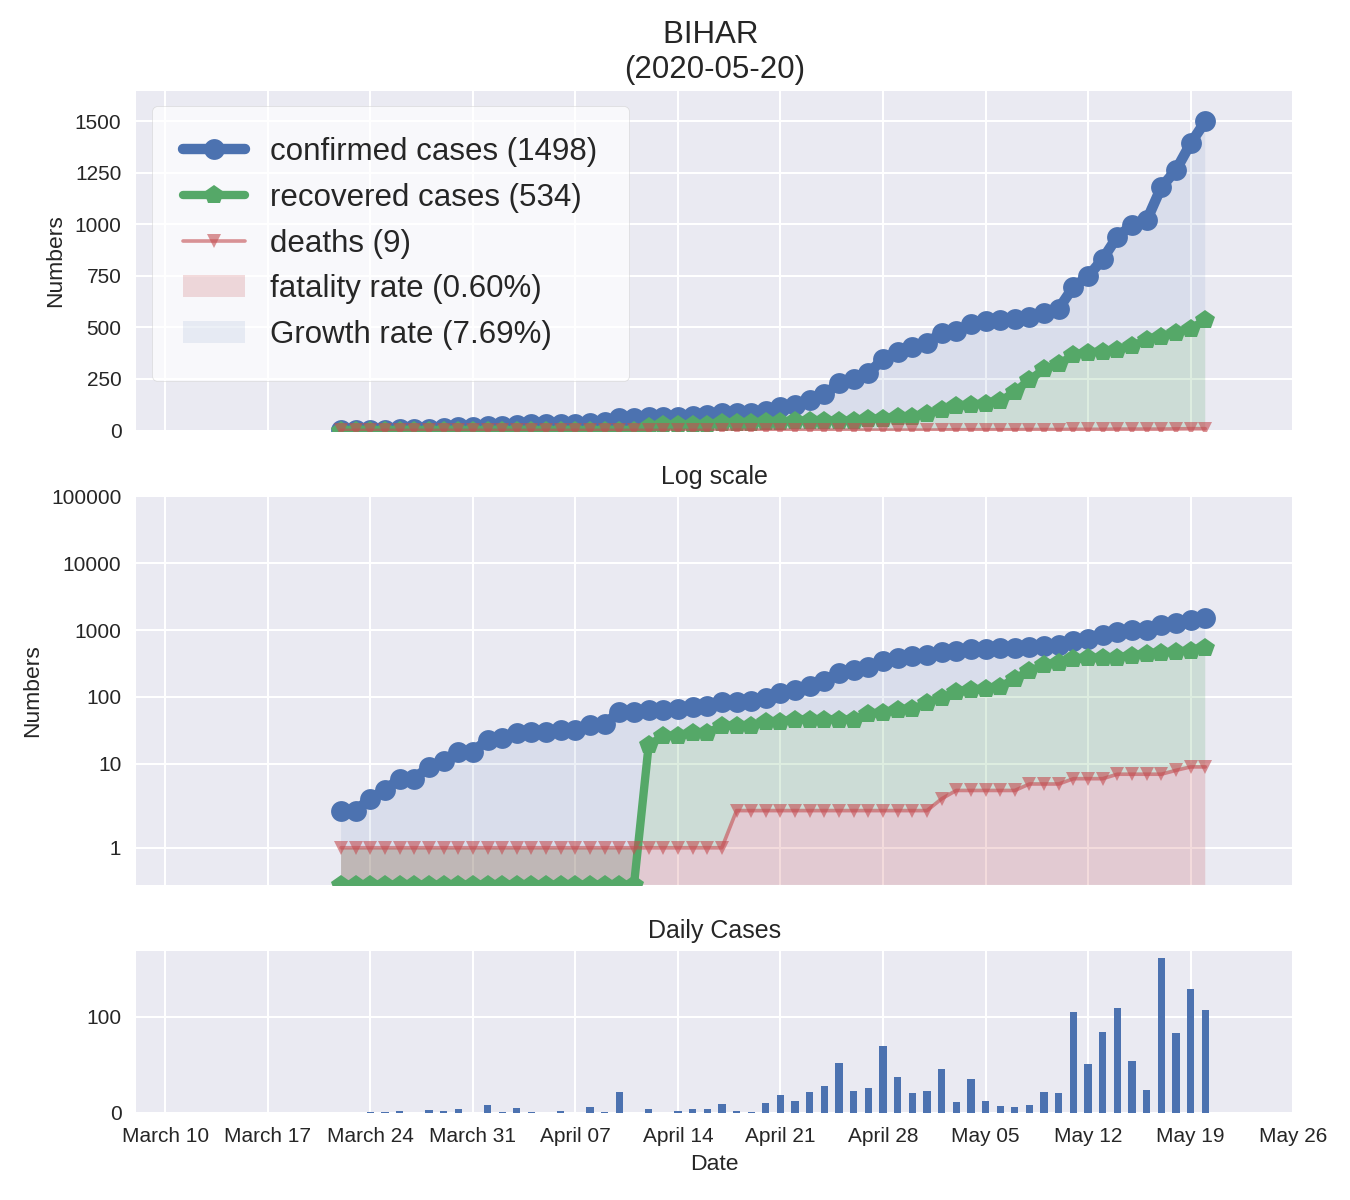 BIHAR
(2020-05-20)
1500
1250
1000
750
500
250
0
Numbers
confirmed cases (1498)
recovered cases (534)
deaths (9)
fatality rate (0.60%)
Growth rate (7.69%)
Log scale
100000
10000
1000
100
10
1
Numbers
Daily Cases
100
0
March 10 March 17 March 24 March 31 April 07 April 14 April 21 April 28 May 05 May 12 May 19 May 26
Date